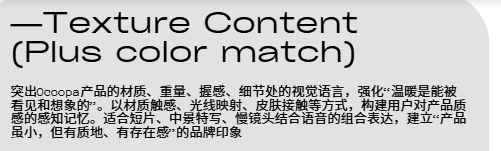 —Texture Content
(Plus color match)
突出Ocoopa产品的材质、重量、握感、细节处的视觉语言，强化“温暖是能被
看见和想象的”。以材质触感、光线映射、皮肤接触等方式，构建用户对产品质
感的感知记忆。适合短片、中景特写、慢镜头结合语音的组合表达，建立“产品
虽小，但有质地、有存在感”的品牌印象